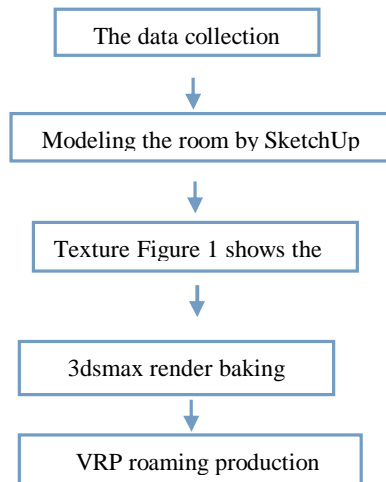 The data collection
Modeling the room by SketchUp
Texture Figure 1 shows the
3dsmax render baking
VRP roaming production